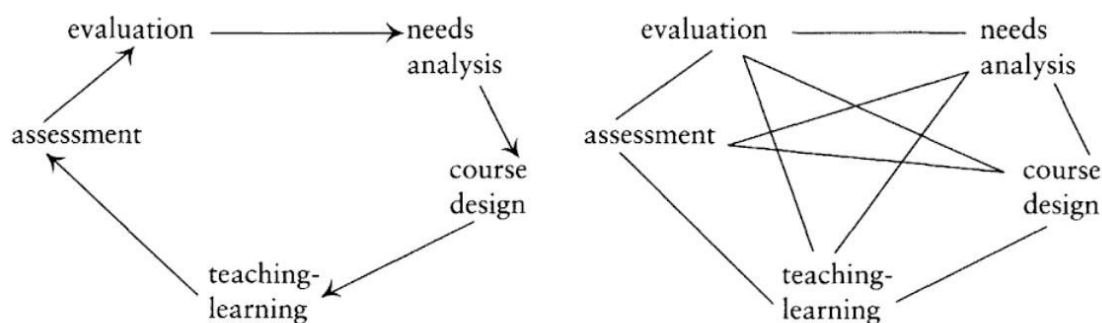 evaluation
needs
analysis
assessment
course
design
teaching-
learning
evaluation
needs
analysis
assessment
course
design
teaching-
learning